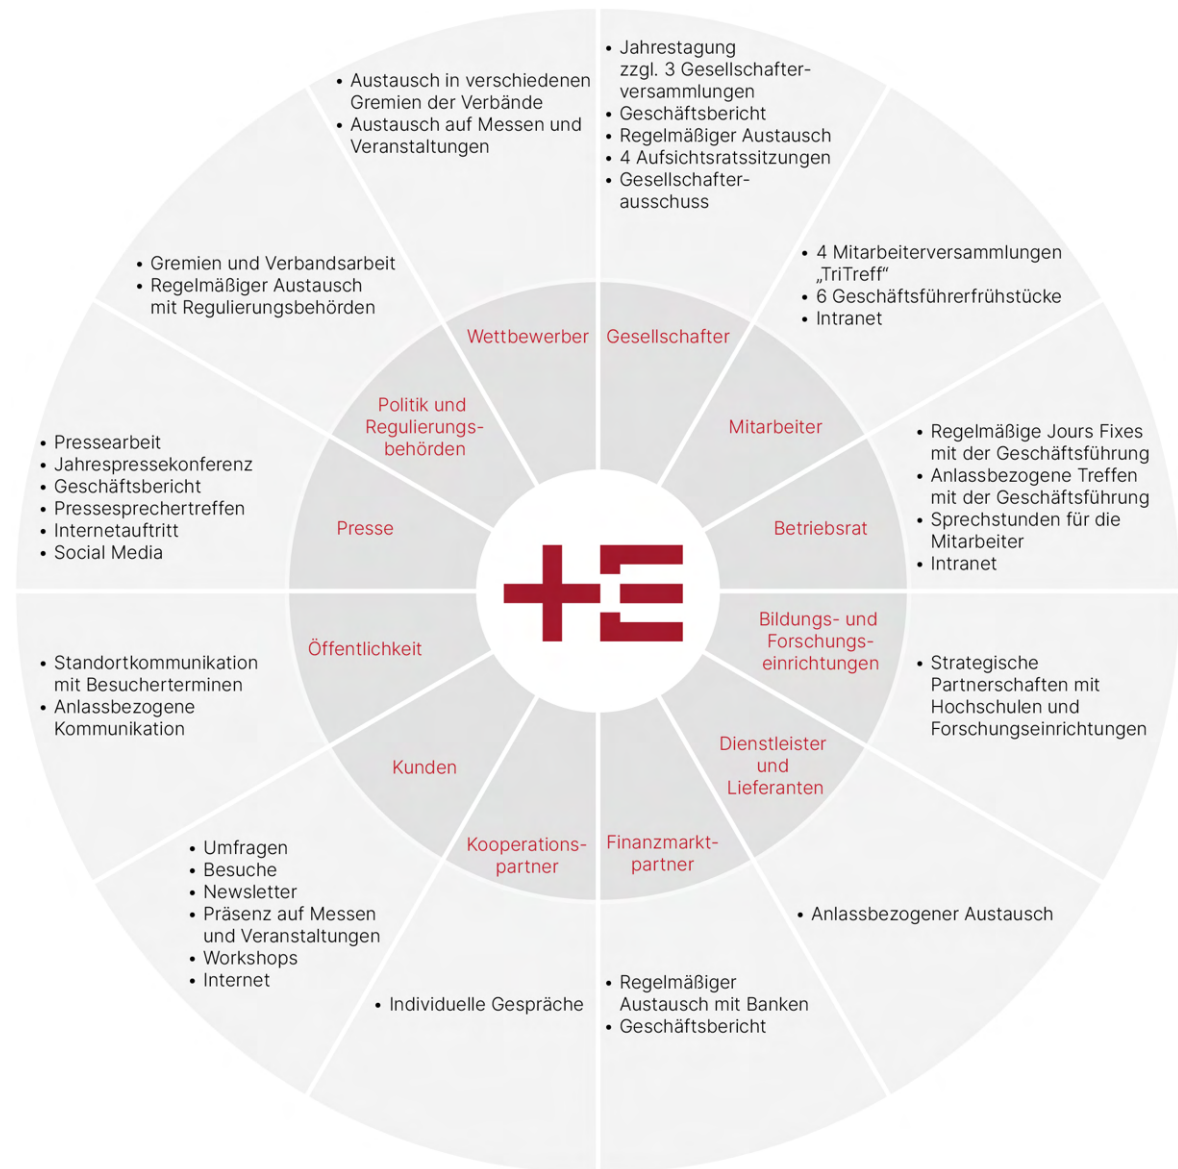 • Jahrestagung
zzgl. 3 Gesellschafter-
versammlungen
• Geschäftsbericht
• Regelmäßiger Austausch
• 4 Aufsichtsratssitzungen
• Gesellschafter-
ausschuss
Gesellschafter
• 4 Mitarbeiterversammlungen
„TriTreff“
• 6 Geschäftsführerfrühstücke
• Intranet
Mitarbeiter
• Regelmäßige Jours Fixes
mit der Geschäftsführung
• Anlassbezogene Treffen
mit der Geschäftsführung
• Sprechstunden für die
Mitarbeiter
• Intranet
Betriebsrat
• Strategische
Partnerschaften mit
Hochschulen und
Forschungseinrichtungen
Bildungs- und
Forschungs-
einrichtungen
• Anlassbezogener Austausch
Dienstleister
und
Lieferanten
• Regelmäßiger
Austausch mit Banken
• Geschäftsbericht
Finanzmarkt-
partner
• Individuelle Gespräche
Kooperations-
partner
• Umfragen
• Besuche
• Newsletter
• Präsenz auf Messen
und Veranstaltungen
• Workshops
• Internet
Kunden
• Standortkommunikation
mit Besucherterminen
• Anlassbezogene
Kommunikation
Öffentlichkeit
• Pressearbeit
• Jahrespressekonferenz
• Geschäftsbericht
• Pressesprechertreffen
• Internetauftritt
• Social Media
Presse
• Gremien und Verbandsarbeit
• Regelmäßiger Austausch
mit Regulierungsbehörden
Politik und
Regulierungs-
behörden
• Austausch in verschiedenen
Gremien der Verbände
• Austausch auf Messen und
Veranstaltungen
Wettbewerber
+E